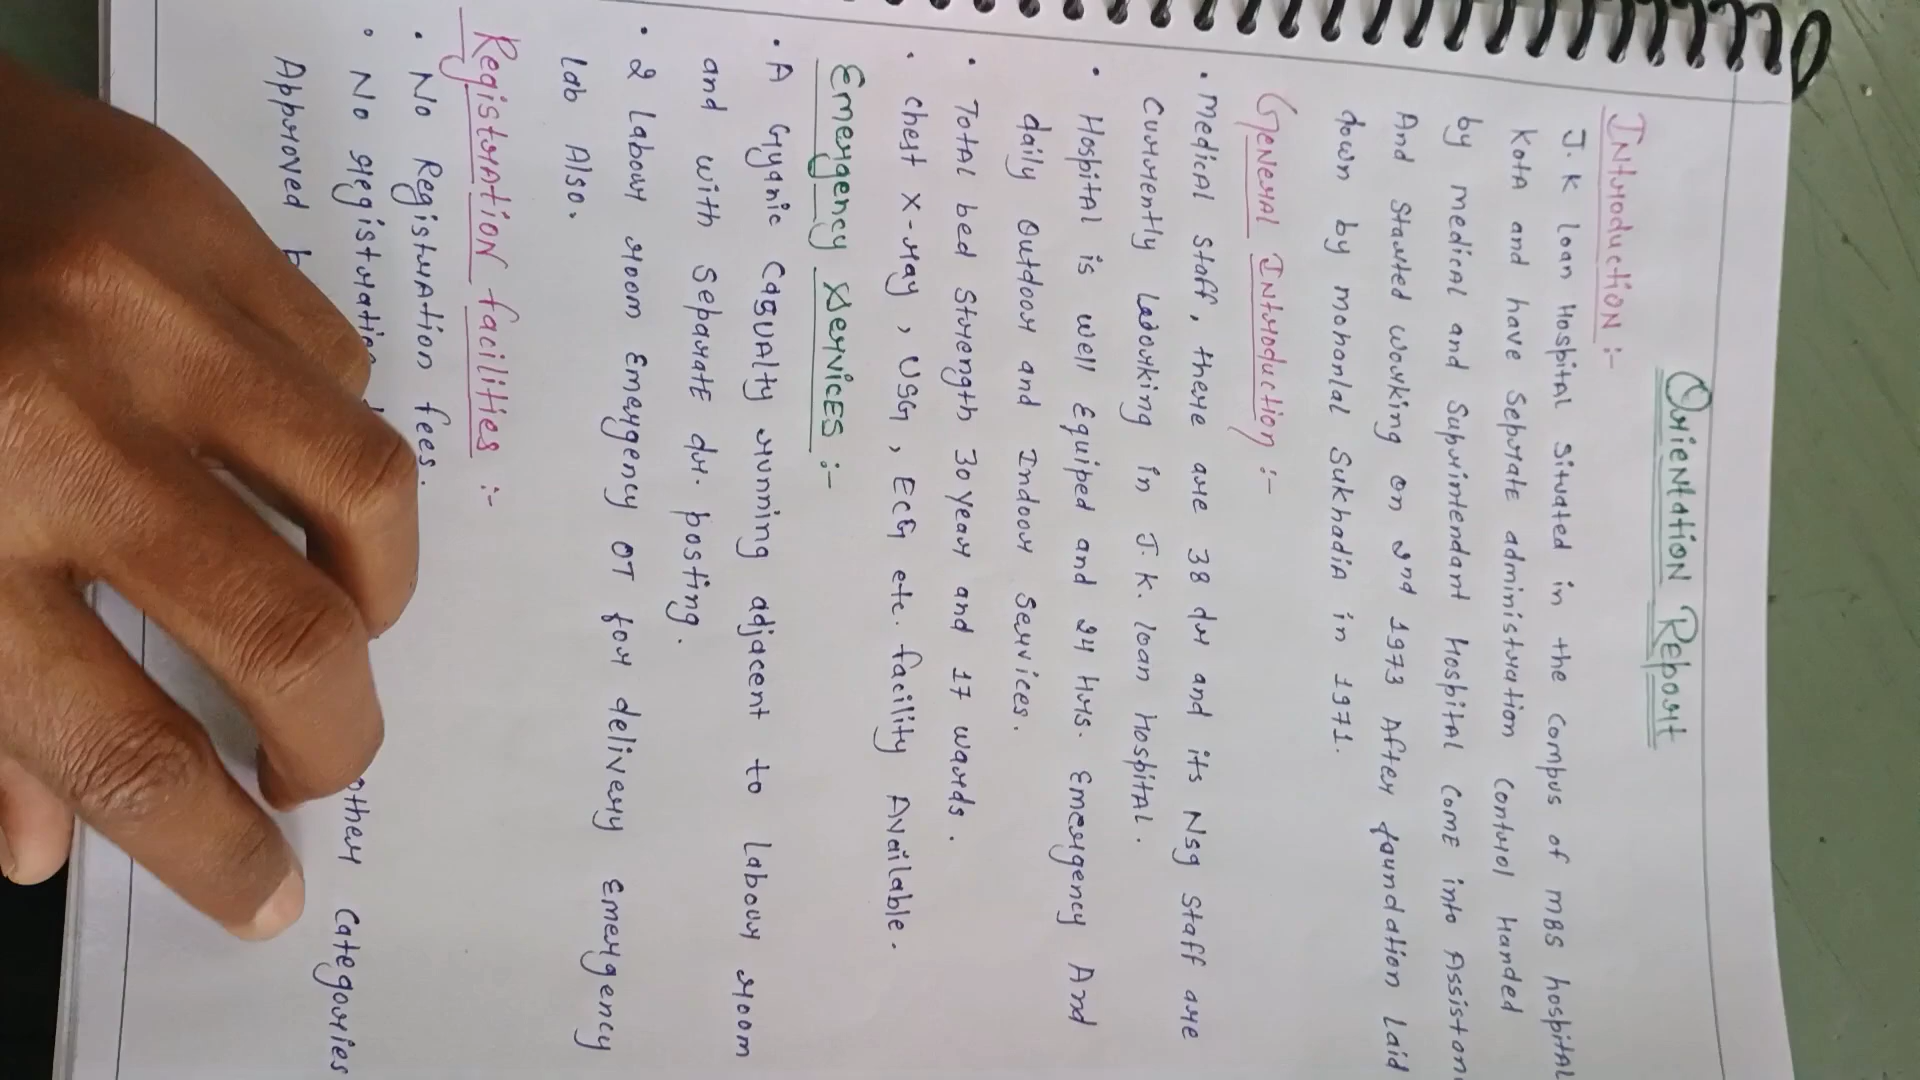 Orientation Report
Introduction :-
J. K loan Hospital Situated in the compus of MBS hospital
Kota and have Seprate administration Control Handed
by medical and Suprintendant Hospital Come into Assiston
And Started working on 2nd 1973 After foundation Laid
down by mohonlal Sukhadia in 1971.
General Introduction :-
• Medical Staff, there are 38 dr and its Nsg Staff are
Currently Ladorking in J. K. loan Hospital.
• Hospital is well Equiped and 24 Hrs. Emergency And
daily Outdoor and Indoor Services.
• Total bed Strength 30 year and 17 wards.
• chest X-ray, USG, ECG etc. facility Available.
Emergency Services :-
• A Gyanic Casualty running adjacent to Labour room
and with Separate dr. posting.
• 2 Labour room Emergency OT for delivery Emergency
Lab Also.
Registration facilities :-
• No Registration fees.
• No registration other Categories
Approved